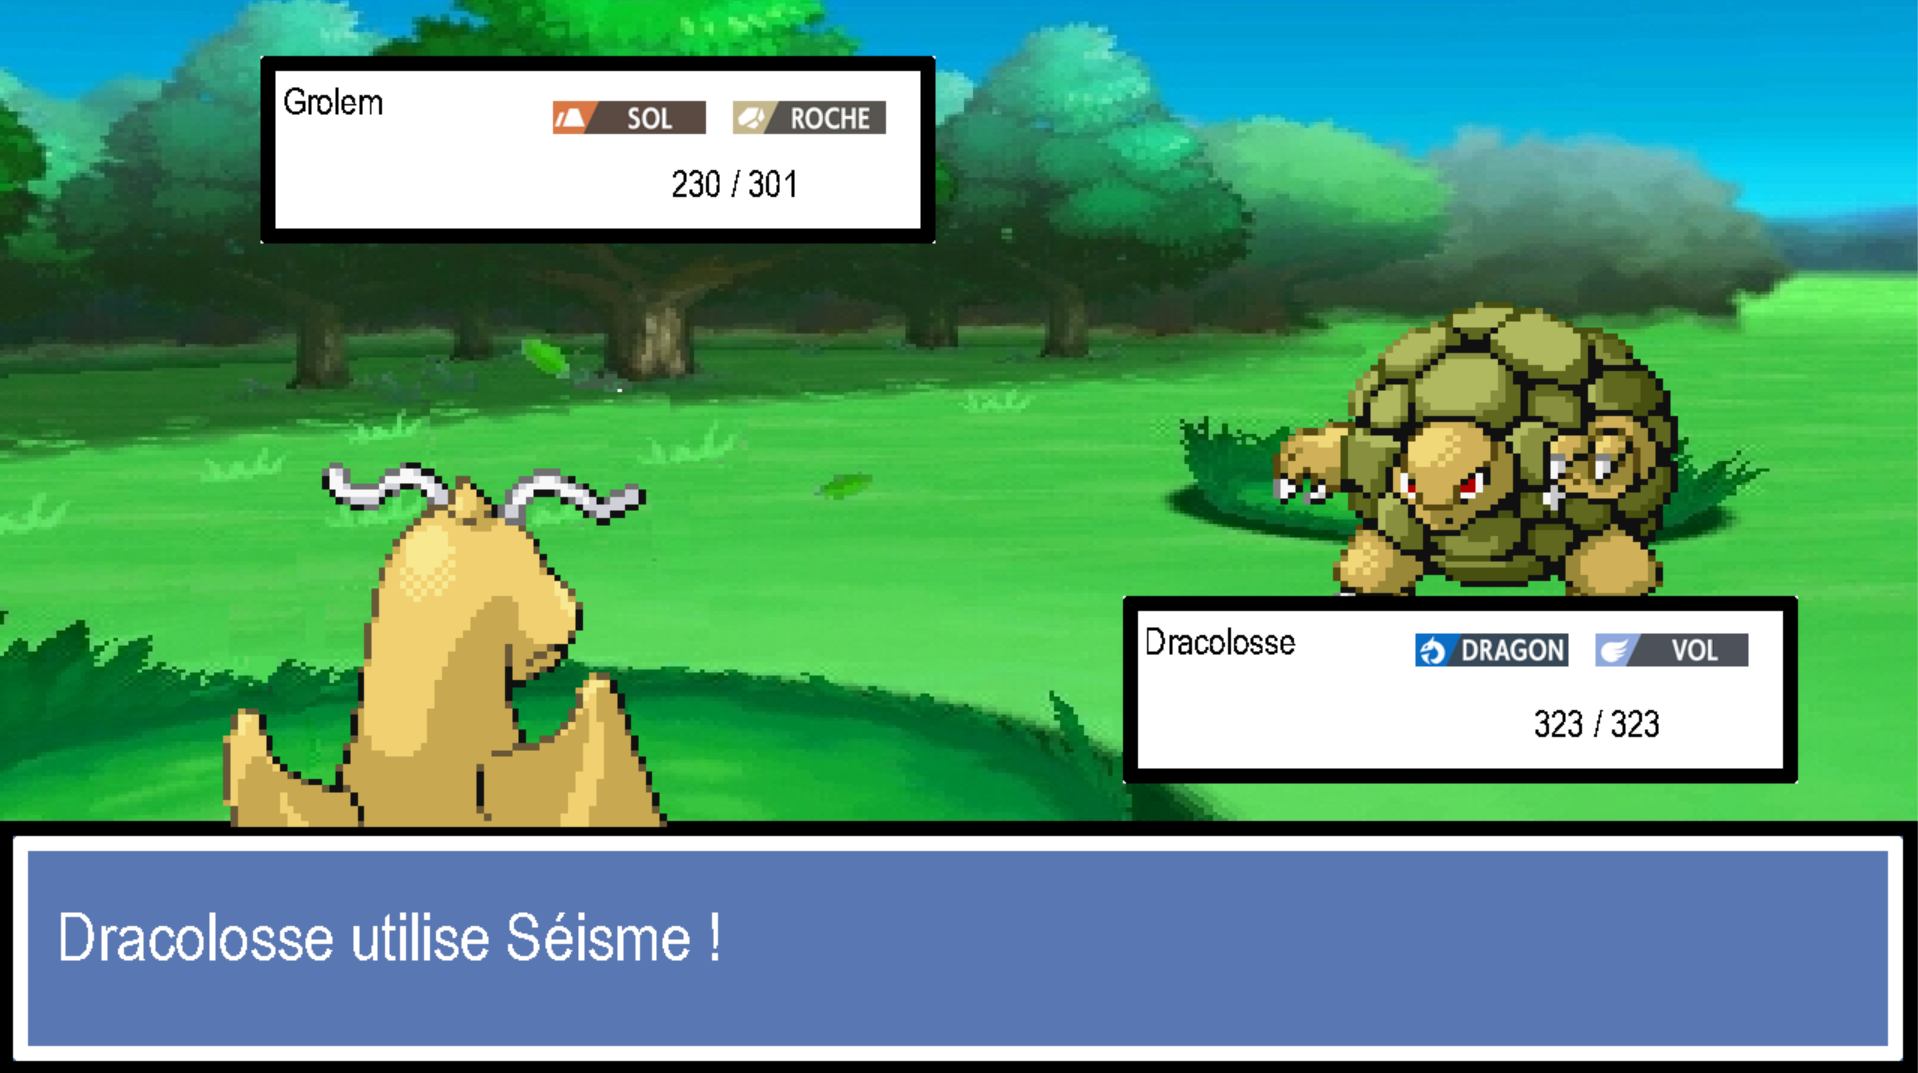 Grolem
SOL ROCHE
230 / 301
Dracolosse
DRAGON VOL
323 / 323
Dracolosse utilise Séisme !